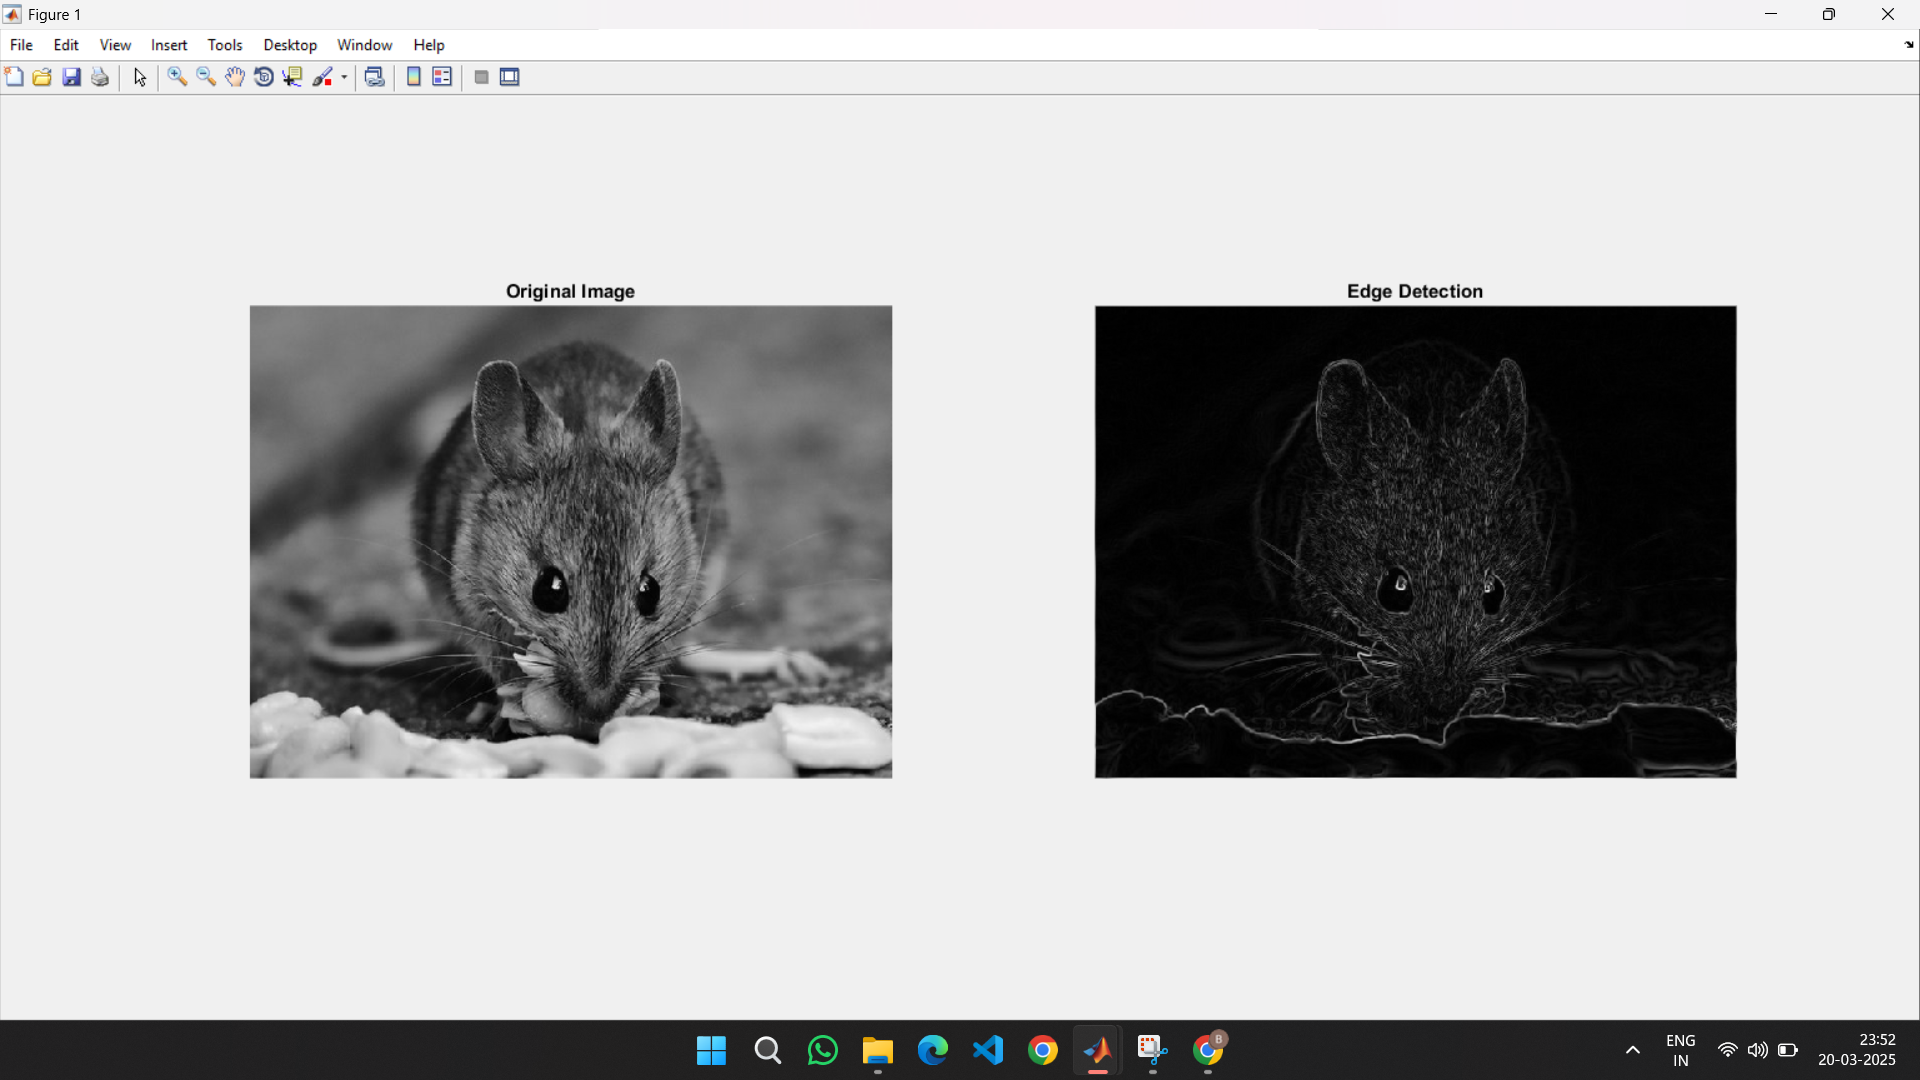 Figure 1
File Edit View Insert Tools Desktop Window Help
Original Image
Edge Detection
B
ENG
IN
23:52
20-03-2025